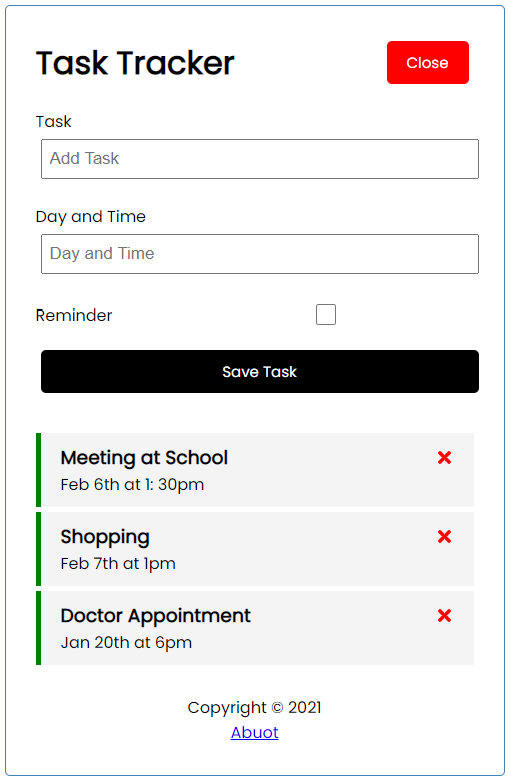 Task Tracker
Close
Task
Add Task
Day and Time
Day and Time
Reminder
Save Task
Meeting at School
Feb 6th at 1: 30pm
Shopping
Feb 7th at 1pm
Doctor Appointment
Jan 20th at 6pm
Copyright © 2021
Abuot